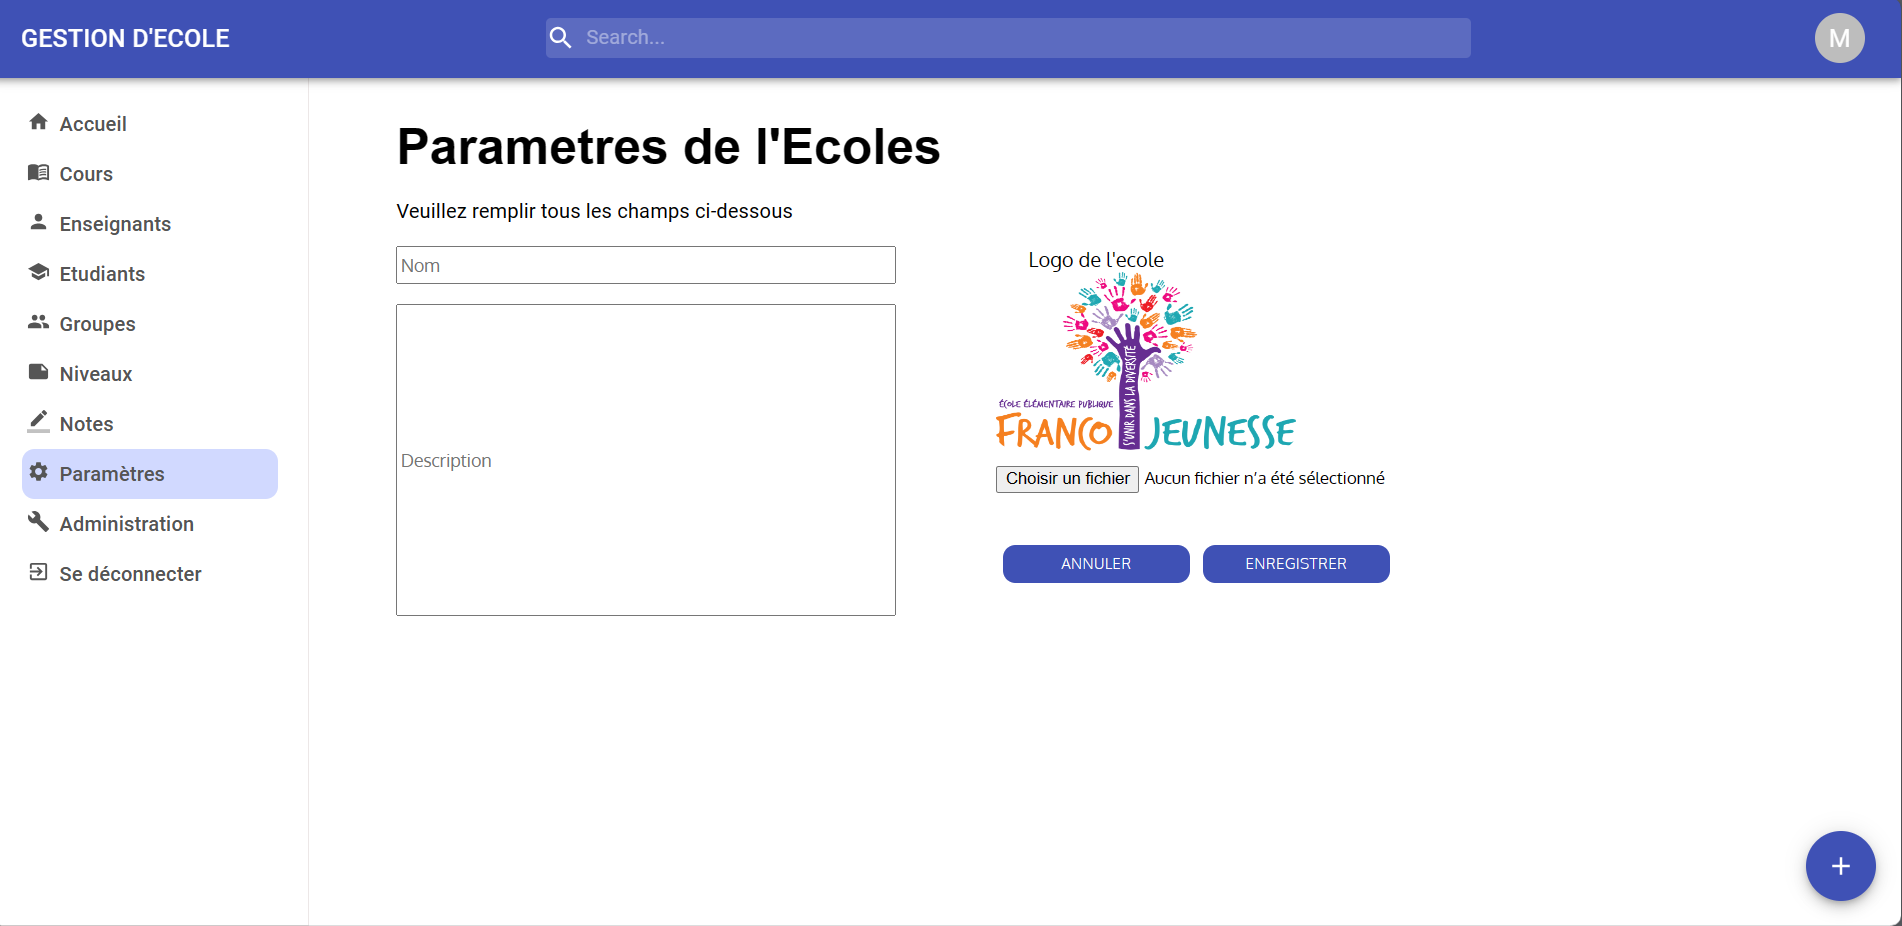 GESTION D'ECOLE
Search...
M
Accueil
Cours
Enseignants
Etudiants
Groupes
Niveaux
Notes
Paramètres
Administration
Se déconnecter
Parametres de l'Ecoles
Veuillez remplir tous les champs ci-dessous
Nom
Description
Logo de l'ecole
S'UNIR DANS LA DIVERSITÉ
ÉCOLE ÉLÉMENTAIRE PUBLIQUE
FRANCO JEUNESSE
Choisir un fichier Aucun fichier n'a été sélectionné
ANNULER ENREGISTRER
+